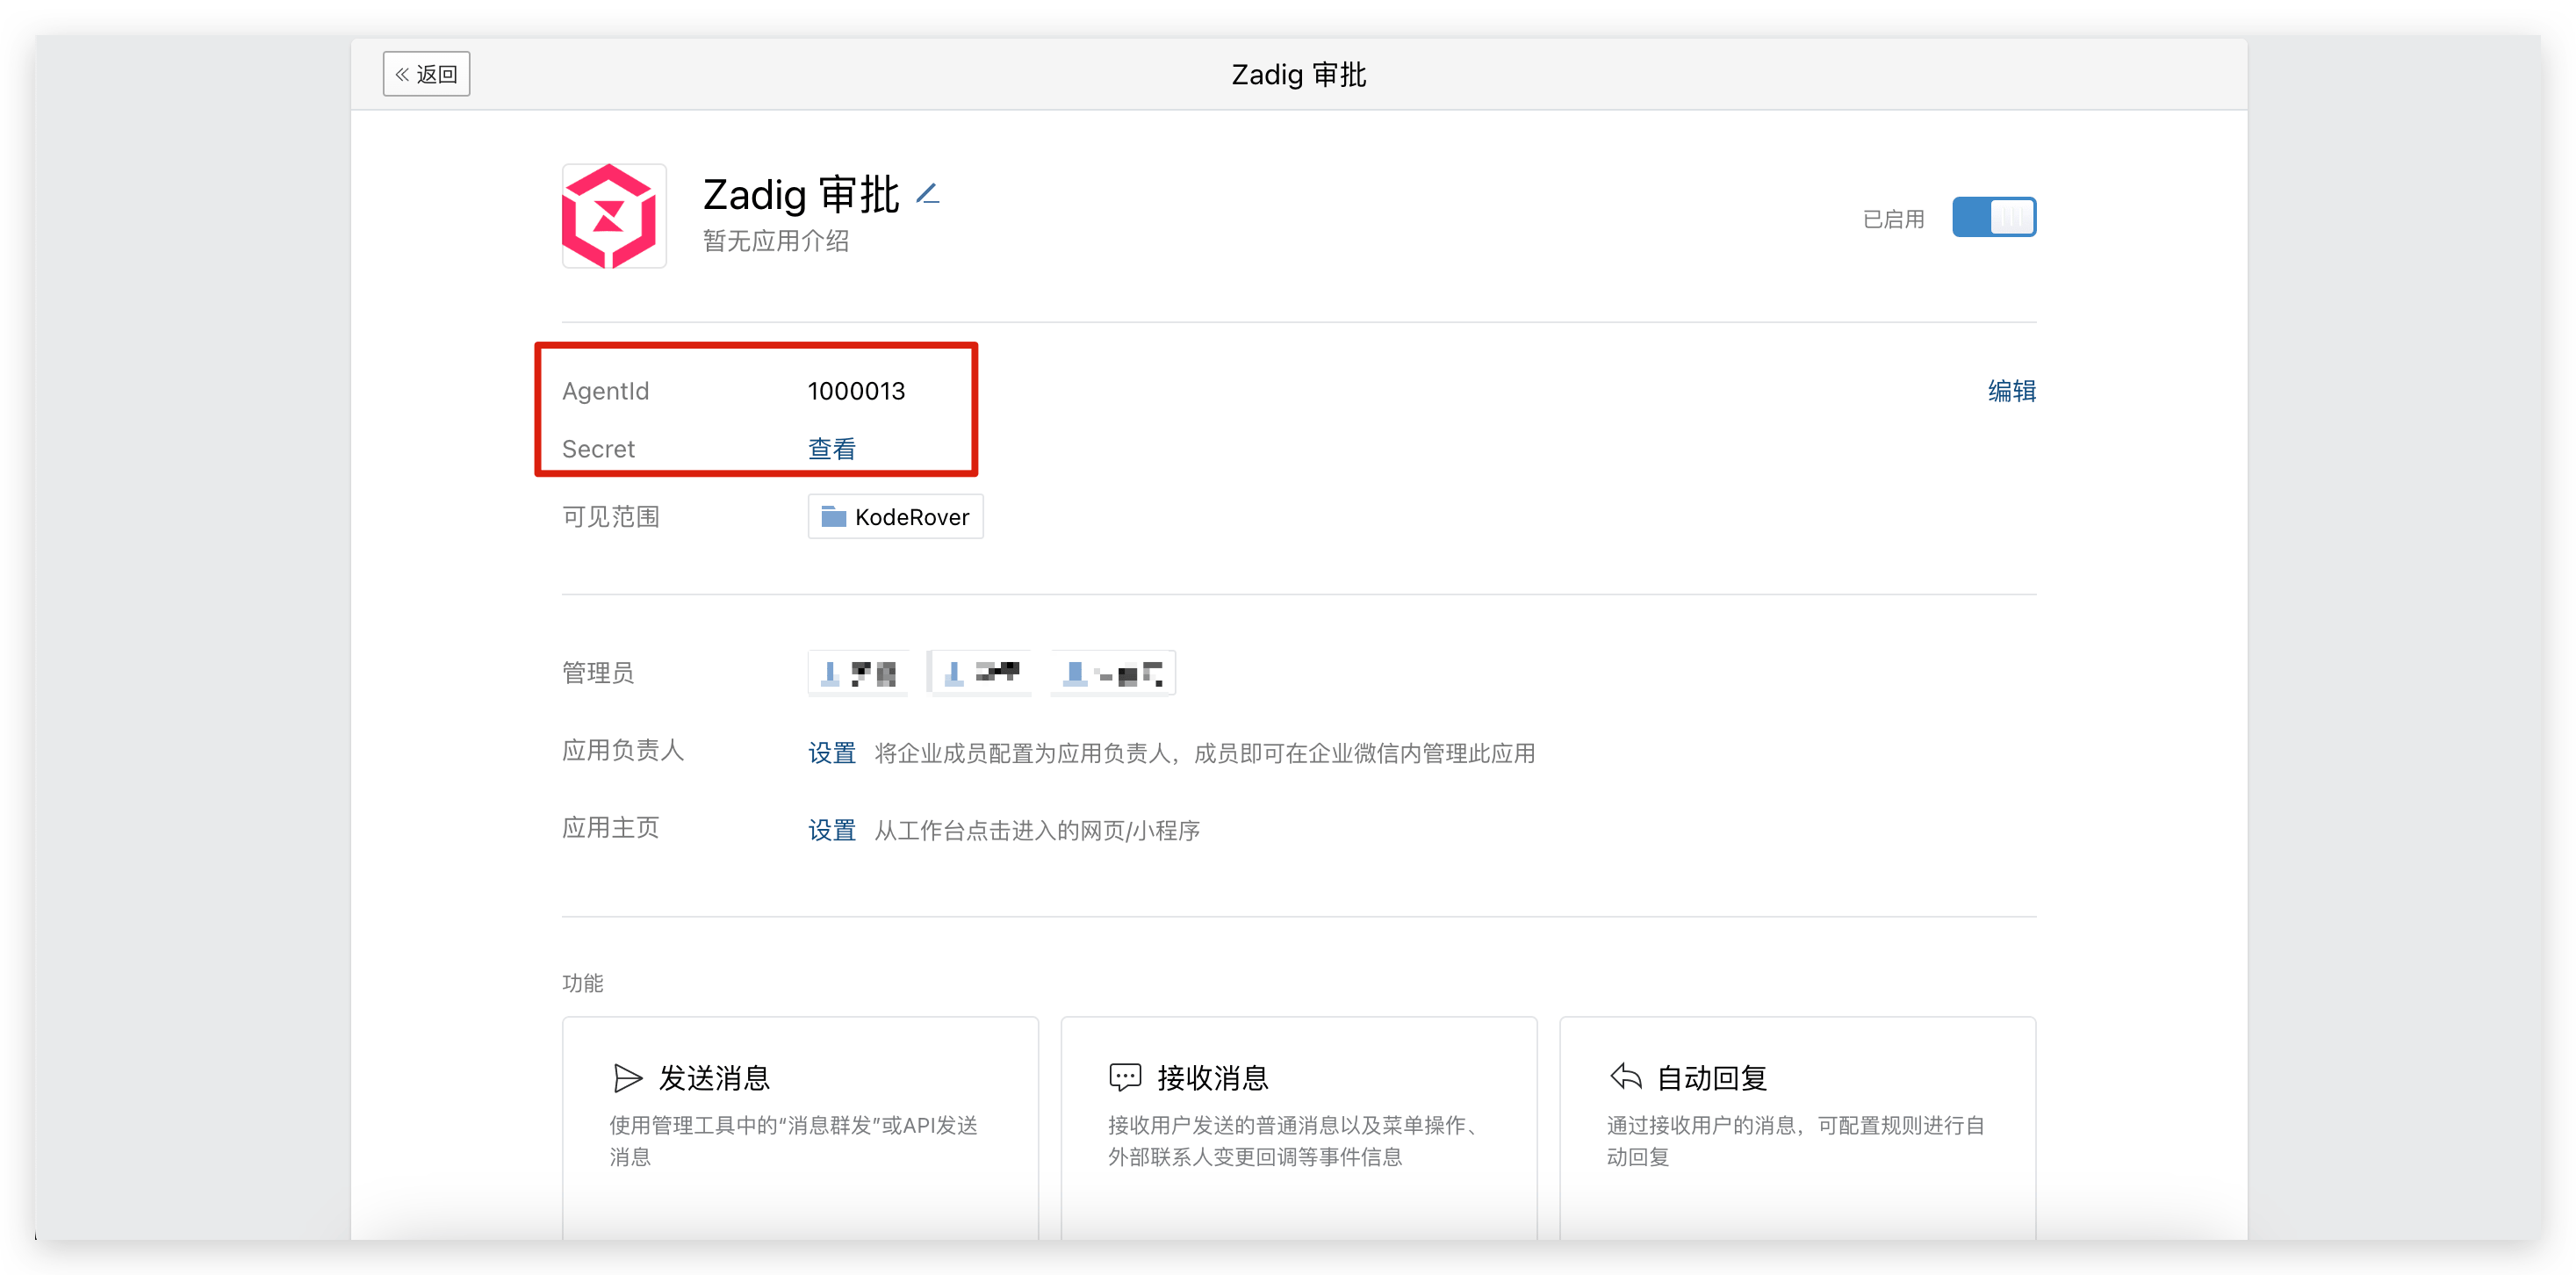 返回
Zadig 审批
Zadig 审批
暂无应用介绍
已启用
AgentId 1000013
编辑
Secret 查看
可见范围 KodeRover
管理员
应用负责人 设置 将企业成员配置为应用负责人，成员即可在企业微信内管理此应用
应用主页 设置 从工作台点击进入的网页/小程序
功能
发送消息
使用管理工具中的“消息群发”或API发送
消息
接收消息
接收用户发送的普通消息以及菜单操作、
外部联系人变更回调等事件信息
自动回复
通过接收用户的消息，可配置规则进行自
动回复